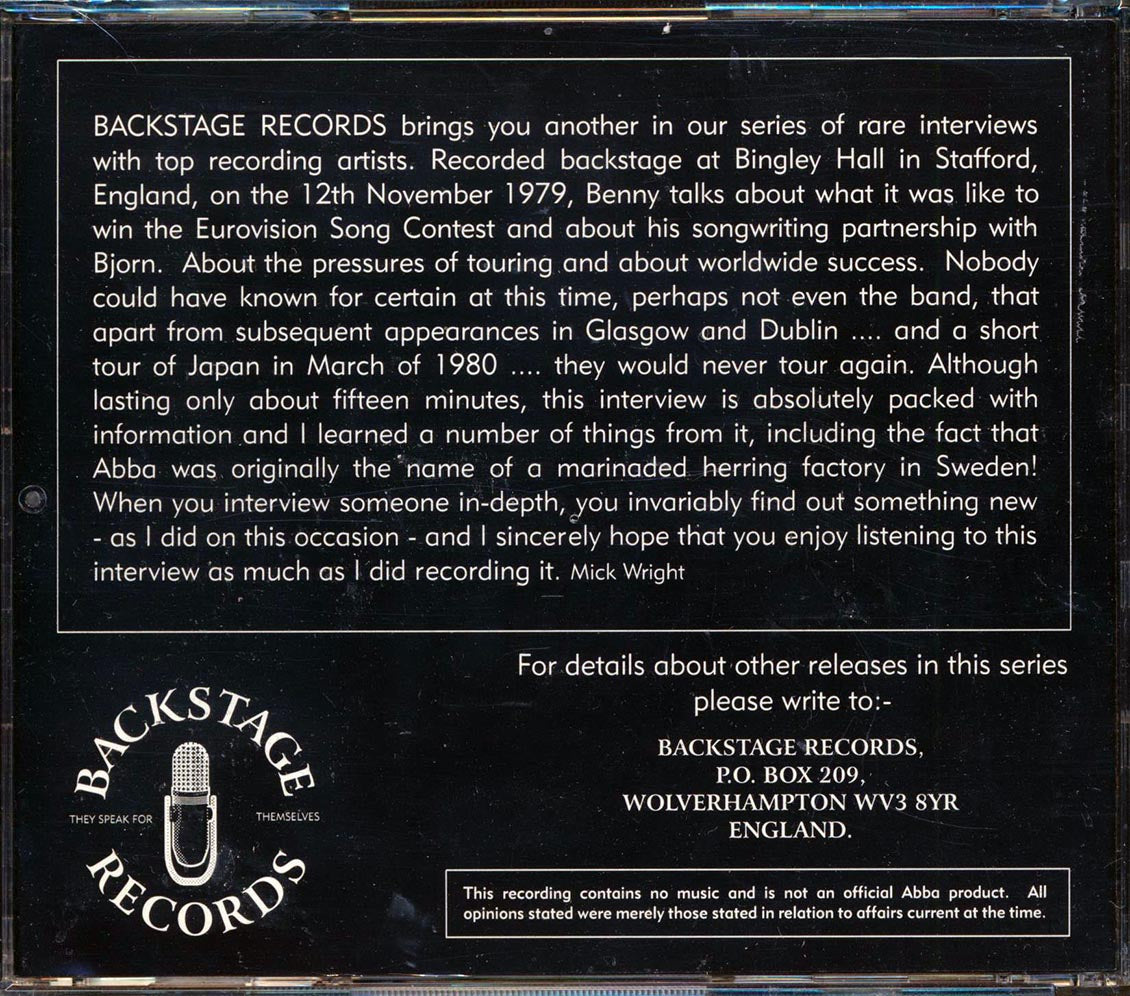 BACKSTAGE RECORDS brings you another in our series of rare interviews
with top recording artists. Recorded backstage at Bingley Hall in Stafford,
England, on the 12th November 1979, Benny talks about what it was like to
win the Eurovision Song Contest and about his songwriting partnership with
Bjorn. About the pressures of touring and about worldwide success. Nobody
could have known for certain at this time, perhaps not even the band, that
apart from subsequent appearances in Glasgow and Dublin .... and a short
tour of Japan in March of 1980 .... they would never tour again. Although
lasting only about fifteen minutes, this interview is absolutely packed with
information and I learned a number of things from it, including the fact that
Abba was originally the name of a marinaded herring factory in Sweden!
When you interview someone in-depth, you invariably find out something new
- as I did on this occasion - and I sincerely hope that you enjoy listening to this
interview as much as I did recording it. Mick Wright
For details about other releases in this series
please write to:-
BACKSTAGE RECORDS,
P.O. BOX 209,
WOLVERHAMPTON WV3 8YR
ENGLAND.
BACKSTAGE
THEY SPEAK FOR THEMSELVES
RECORDS
This recording contains no music and is not an official Abba product. All
opinions stated were merely those stated in relation to affairs current at the time.